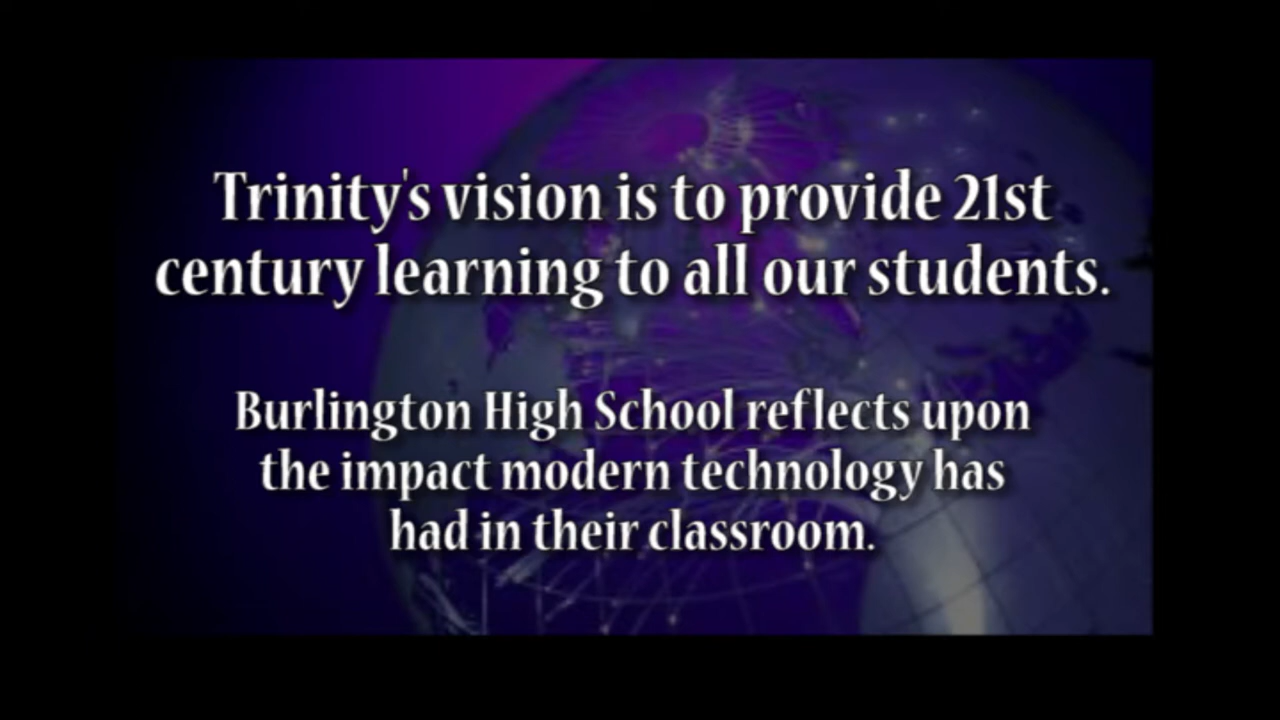 Trinity's vision is to provide 21st
century learning to all our students.
Burlington High School reflects upon
the impact modern technology has
had in their classroom.